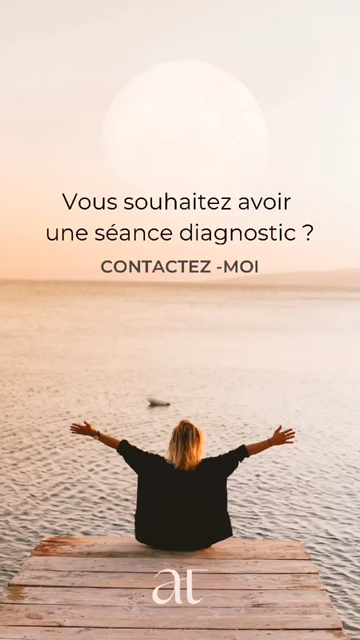 Vous souhaitez avoir
une séance diagnostic ?
CONTACTEZ -MOI
at